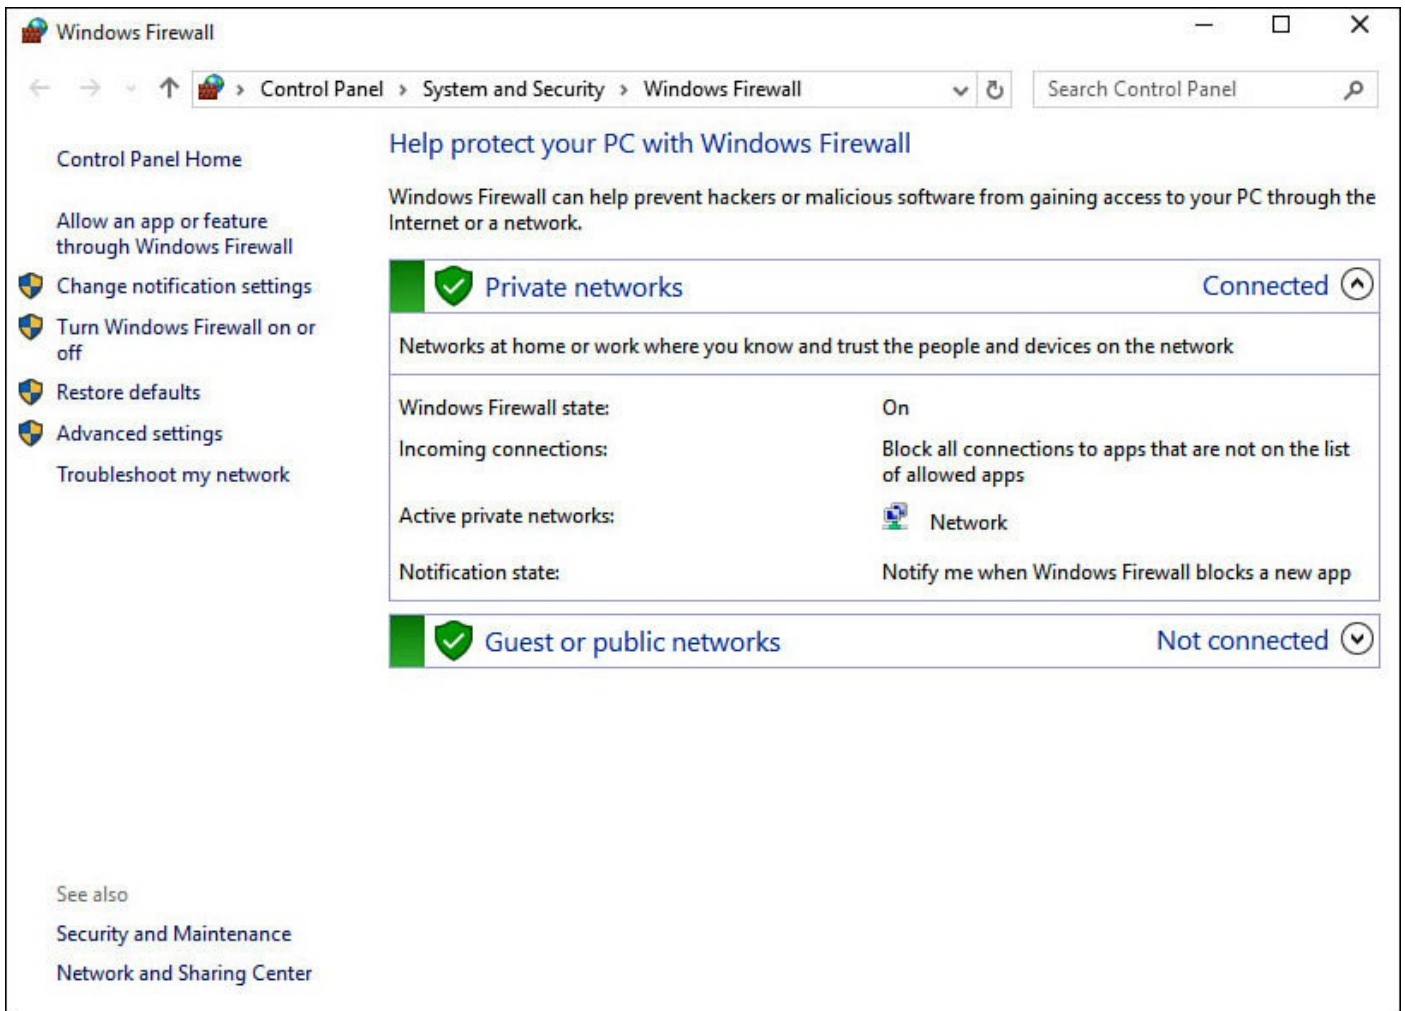 Windows Firewall
Control Panel > System and Security > Windows Firewall
Search Control Panel
Control Panel Home
Allow an app or feature
through Windows Firewall
Change notification settings
Turn Windows Firewall on or
off
Restore defaults
Advanced settings
Troubleshoot my network
See also
Security and Maintenance
Network and Sharing Center
Help protect your PC with Windows Firewall
Windows Firewall can help prevent hackers or malicious software from gaining access to your PC through the
Internet or a network.
Private networks Connected
Networks at home or work where you know and trust the people and devices on the network
Windows Firewall state: On
Incoming connections: Block all connections to apps that are not on the list
of allowed apps
Active private networks: Network
Notification state: Notify me when Windows Firewall blocks a new app
Guest or public networks Not connected